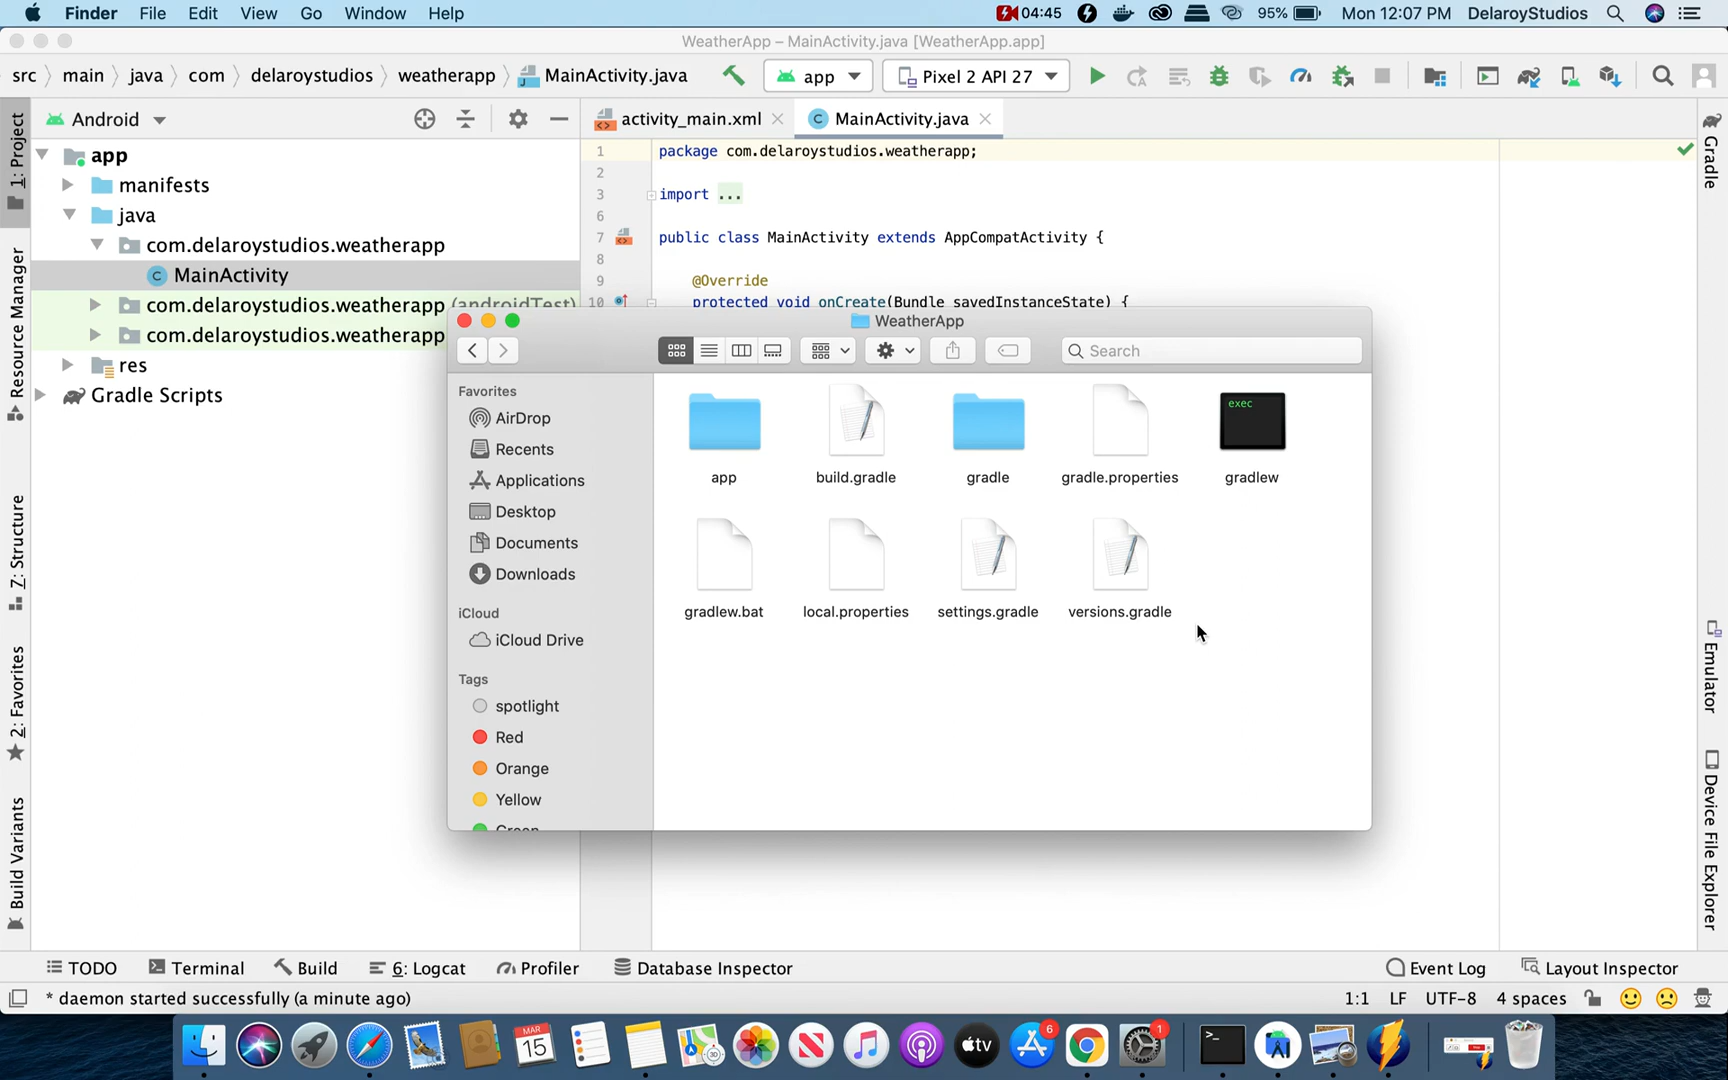 Finder File Edit View Go Window Help 04:45 95% Mon 12:07 PM DelaroyStudios
WeatherApp – MainActivity.java [WeatherApp.app]
src main java com delaroystudios weatherapp MainActivity.java app Pixel 2 API 27
Android
activity_main.xml MainActivity.java
1: Project
Resource Manager
Z: Structure
2: Favorites
Build Variants
app
manifests
java
com.delaroystudios.weatherapp
MainActivity
com.delaroystudios.weatherapp (androidTest)
com.delaroystudios.weatherapp
res
Gradle Scripts
1 package com.delaroystudios.weatherapp;
2
3 import ...
6
7 public class MainActivity extends AppCompatActivity {
8
9 @Override
10 protected void onCreate(Bundle savedInstanceState) {
WeatherApp
Search
Favorites
AirDrop
Recents
Applications
Desktop
Documents
Downloads
iCloud
iCloud Drive
Tags
spotlight
Red
Orange
Yellow
Green
app build.gradle gradle gradle.properties gradlew
exec
gradlew.bat local.properties settings.gradle versions.gradle
Gradle
Emulator
Device File Explorer
TODO Terminal Build 6: Logcat Profiler Database Inspector Event Log Layout Inspector
* daemon started successfully (a minute ago) 1:1 LF UTF-8 4 spaces
MAR
15
tv
6
1